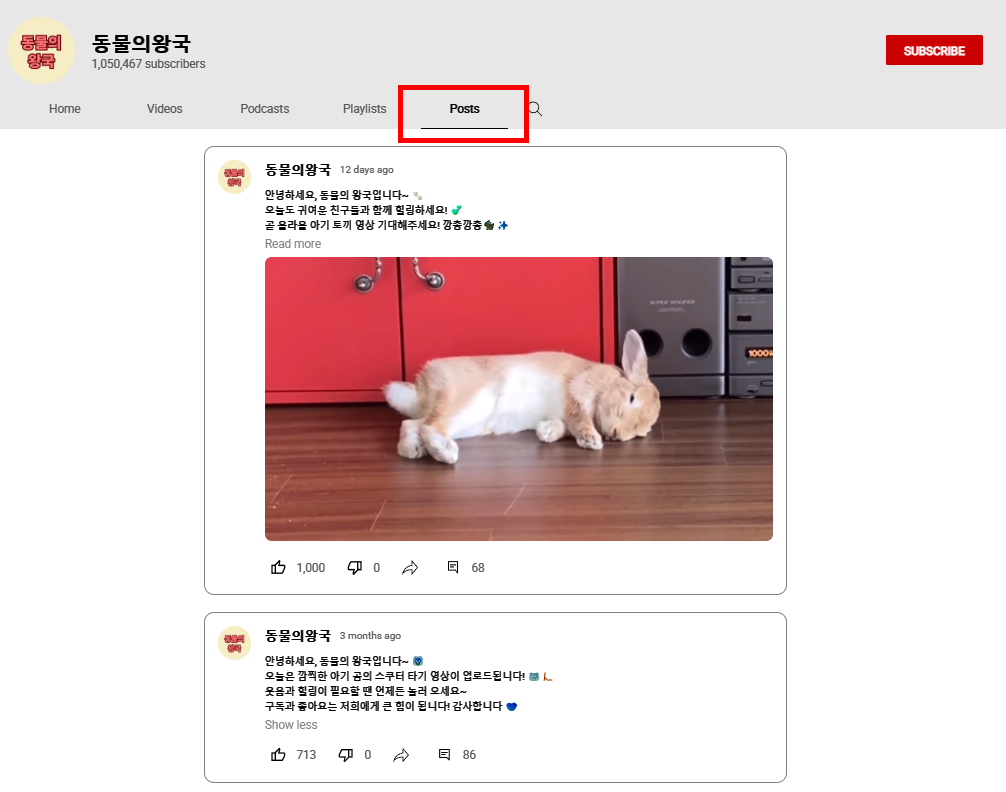 동물의
왕국
동물의왕국
1,050,467 subscribers
SUBSCRIBE
Home
Videos
Podcasts
Playlists
Posts
동물의
왕국
동물의왕국
12 days ago
안녕하세요, 동물의 왕국입니다~
오늘도 귀여운 친구들과 함께 힐링하세요!
곧 올라올 아기 토끼 영상 기대해주세요! 깡총깡총
Read more
SUPER WOOFER
1000
1,000
0
68
동물의
왕국
동물의왕국
3 months ago
안녕하세요, 동물의 왕국입니다~
오늘은 깜찍한 아기 곰의 스쿠터 타기 영상이 업로드됩니다!
웃음과 힐링이 필요할 땐 언제든 놀러 오세요~
구독과 좋아요는 저희에게 큰 힘이 됩니다! 감사합니다
Show less
713
0
86